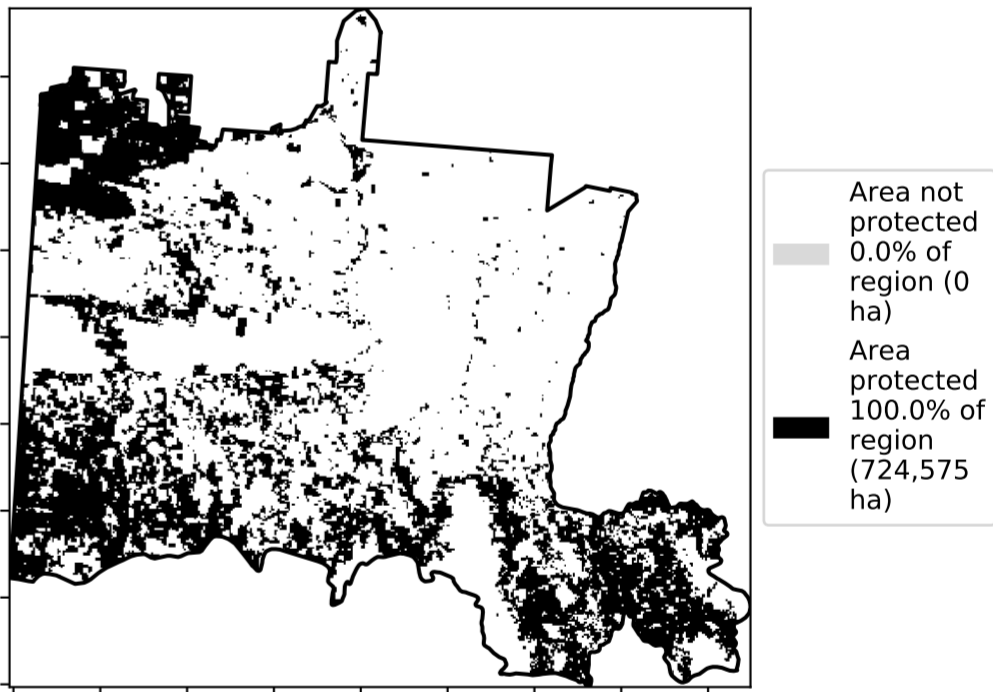 Area not
protected
0.0% of
region (0
ha)
Area
protected
100.0% of
region
(724,575
ha)